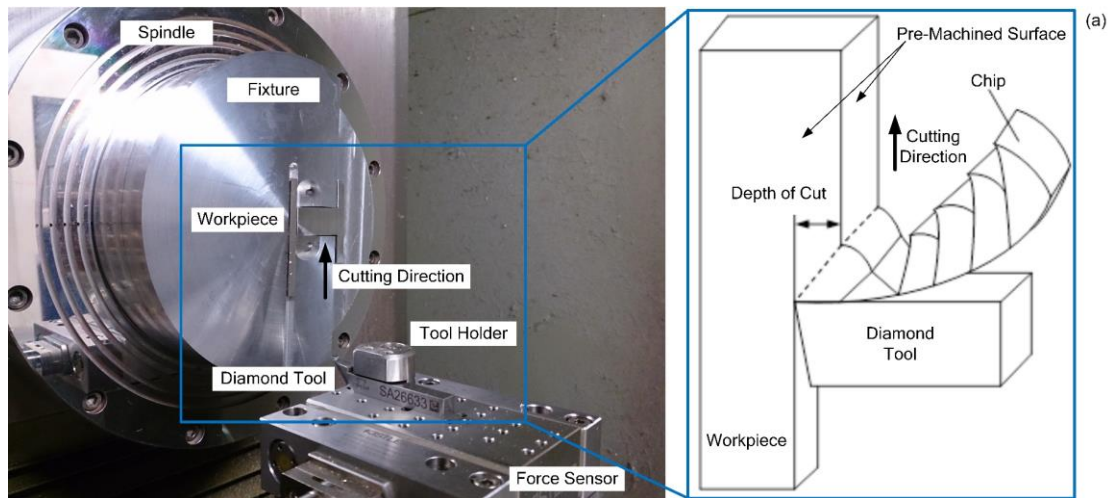 Spindle
Fixture
Workpiece
Cutting Direction
Tool Holder
Diamond Tool
SA26633
Force Sensor
(a)
Pre-Machined Surface
Chip
Cutting
Direction
Depth of Cut
Diamond
Tool
Workpiece